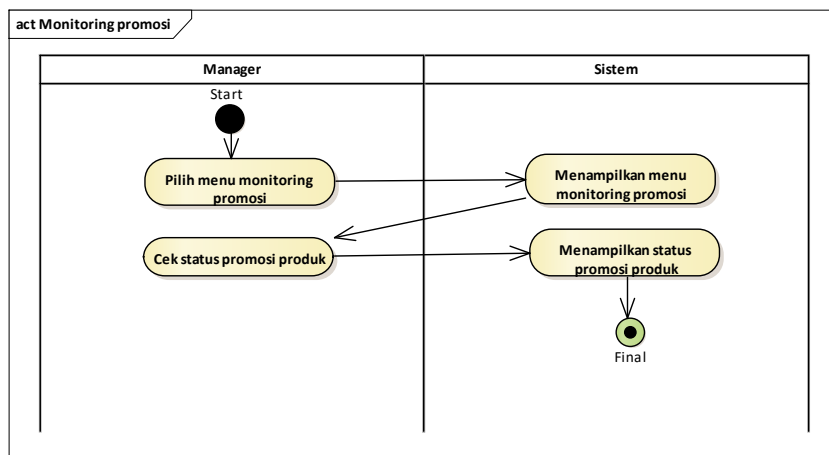 act Monitoring promosi
Manager
Sistem
Start
Pilih menu monitoring
promosi
Menampilkan menu
monitoring promosi
Cek status promosi produk
Menampilkan status
promosi produk
Final